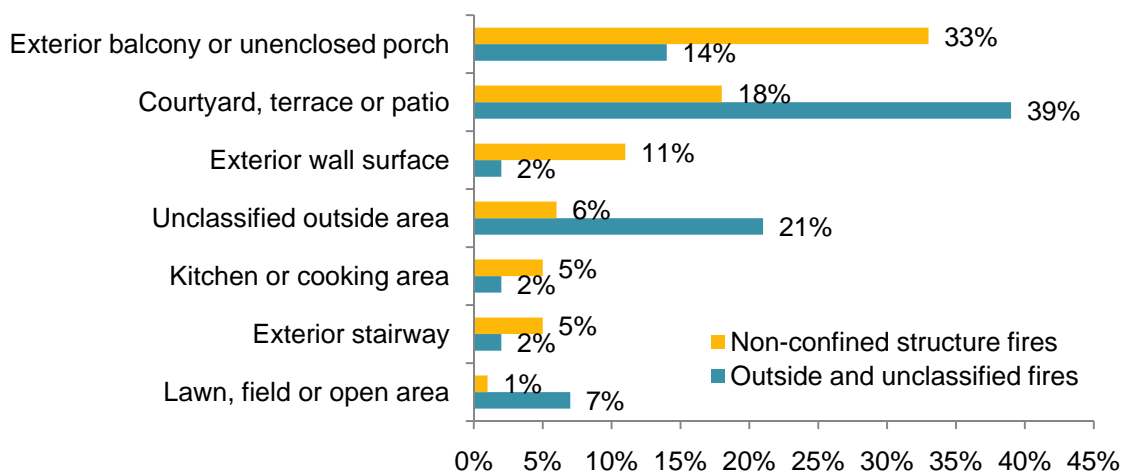 Exterior balcony or unenclosed porch
33%
14%
Courtyard, terrace or patio
18%
39%
Exterior wall surface
11%
2%
Unclassified outside area
6%
21%
Kitchen or cooking area
5%
2%
Exterior stairway
5%
2%
Lawn, field or open area
1%
7%
Non-confined structure fires
Outside and unclassified fires
0% 5% 10% 15% 20% 25% 30% 35% 40% 45%